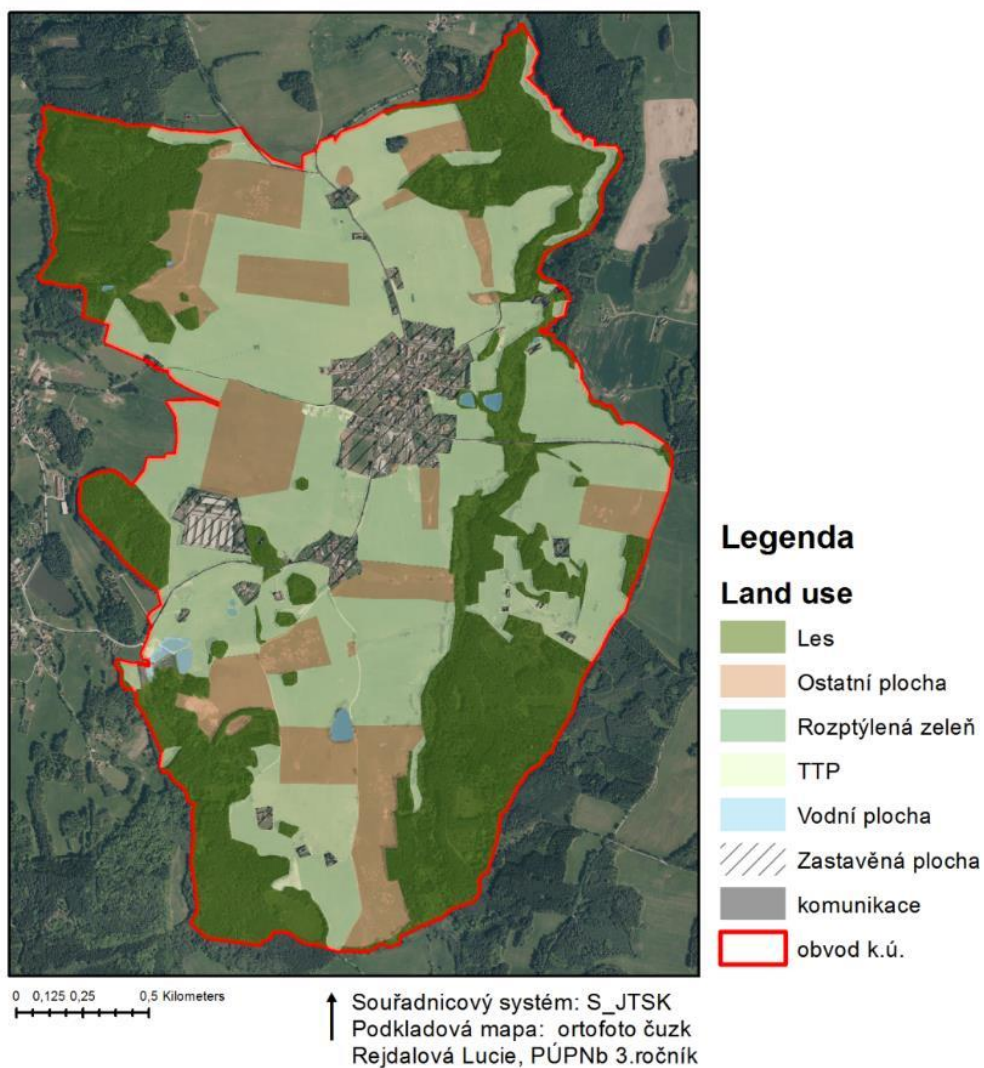 Legenda
Land use
Les
Ostatní plocha
Rozptýlená zeleň
TTP
Vodní plocha
Zastavěná plocha
komunikace
obvod k.ú.
0 0,125 0,25 0,5 Kilometers
Souřadnicový systém: S_JTSK
Podkladová mapa: ortofoto čuzk
Rejdalová Lucie, PÚPNb 3.ročník